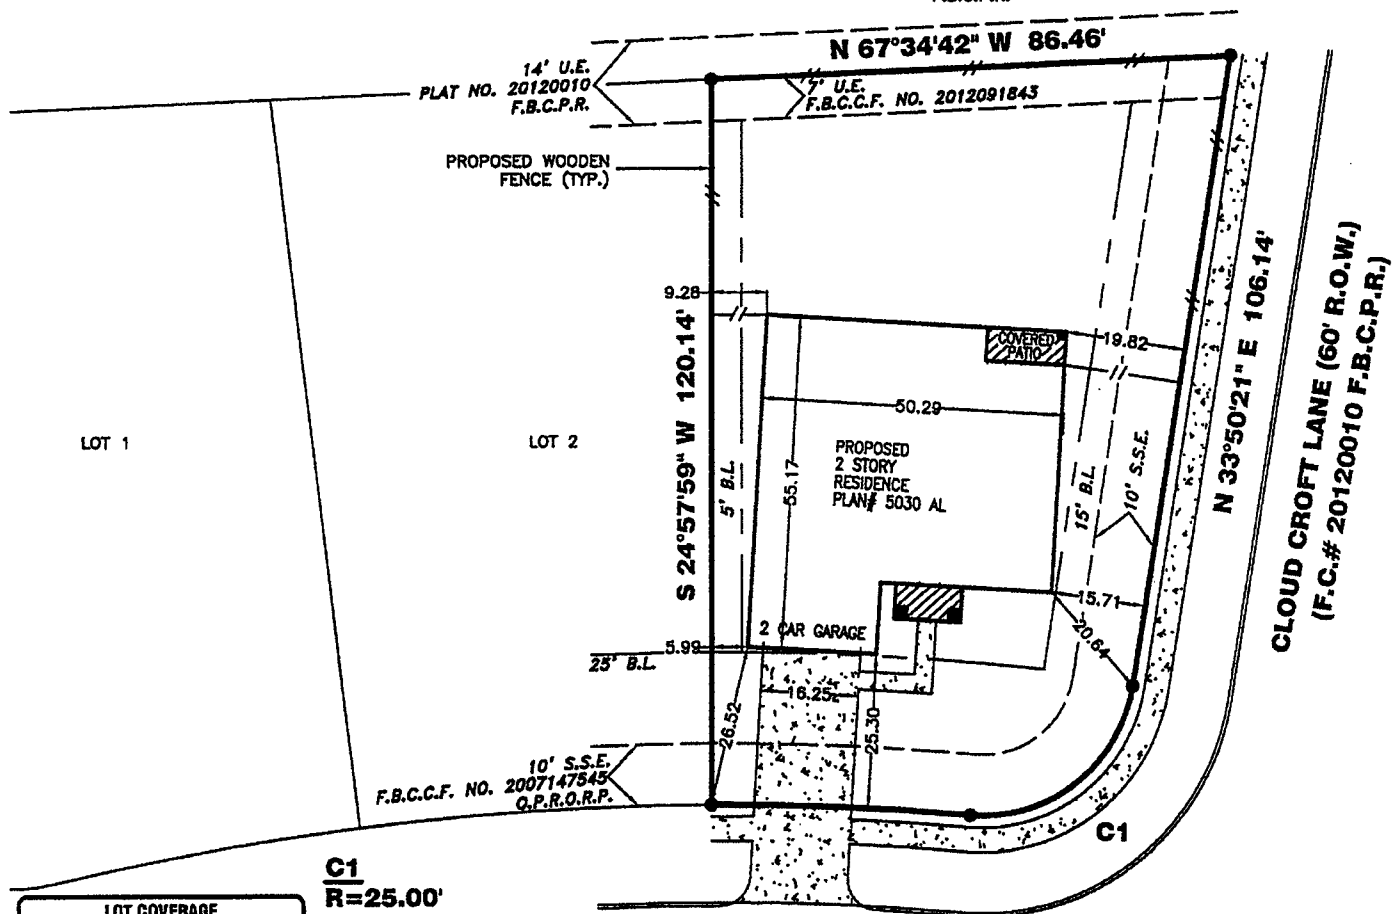 N 67°34'42" W 86.46'
14' U.E.
PLAT NO. 20120010
F.B.C.P.R.
7' U.E.
F.B.C.C.F. NO. 2012091843
PROPOSED WOODEN
FENCE (TYP.)
9.28
COVERED
PATIO
19.82
50.29
LOT 1
LOT 2
S 24°57'59" W 120.14'
5' B.L.
55.17
PROPOSED
2 STORY
RESIDENCE
PLAN# 5030 AL
15' B.L.
10' S.S.E.
N 33°50'21" E 106.14'
CLOUD CROFT LANE (60' R.O.W.)
(F.C.# 20120010 F.B.C.P.R.)
15.71
20.64
2 CAR GARAGE
5.99
25' B.L.
16.25
26.52
25.30
10' S.S.E.
F.B.C.C.F. NO. 2007147545
O.P.R.O.R.P.
C1
C1
R=25.00'
LOT COVERAGE